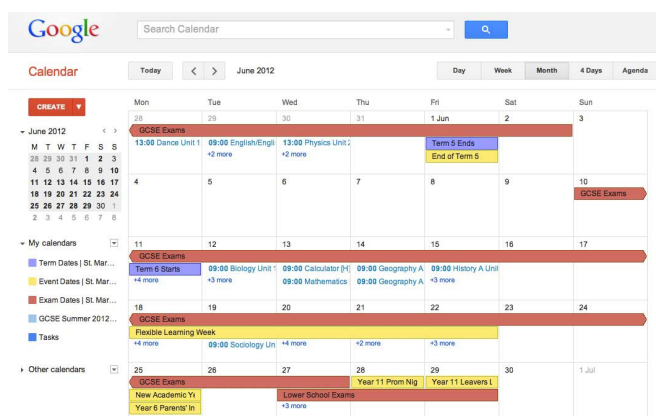 Google
Search Calendar
Calendar
Today
June 2012
Day Week Month 4 Days Agenda
CREATE
June 2012
M T W T F S S
28 29 30 31 1 2 3
4 5 6 7 8 9 10
11 12 13 14 15 16 17
18 19 20 21 22 23 24
25 26 27 28 29 30 1
2 3 4 5 6 7 8
My calendars
Term Dates | St. Mar...
Event Dates | St. Mar...
Exam Dates | St. Mar...
GCSE Summer 2012...
Tasks
Other calendars
Mon Tue Wed Thu Fri Sat Sun
28 29 30 31 1 Jun 2 3
GCSE Exams
13:00 Dance Unit 1 09:00 English/Engli 13:00 Physics Unit 2 Term 5 Ends
+2 more +2 more End of Term 5
4 5 6 7 8 9 10
GCSE Exams
11 12 13 14 15 16 17
GCSE Exams
Term 6 Starts 09:00 Biology Unit 1 09:00 Calculator [H] 09:00 Geography A 09:00 History A Unit
+4 more +3 more 09:00 Mathematics 09:00 Geography A +3 more
18 19 20 21 22 23 24
GCSE Exams
Flexible Learning Week
+4 more 09:00 Sociology Un +4 more +2 more +3 more
25 26 27 28 29 30 1 Jul
GCSE Exams Year 11 Prom Nig Year 11 Leavers L
New Academic Ye Lower School Exams
Year 6 Parents' In +3 more